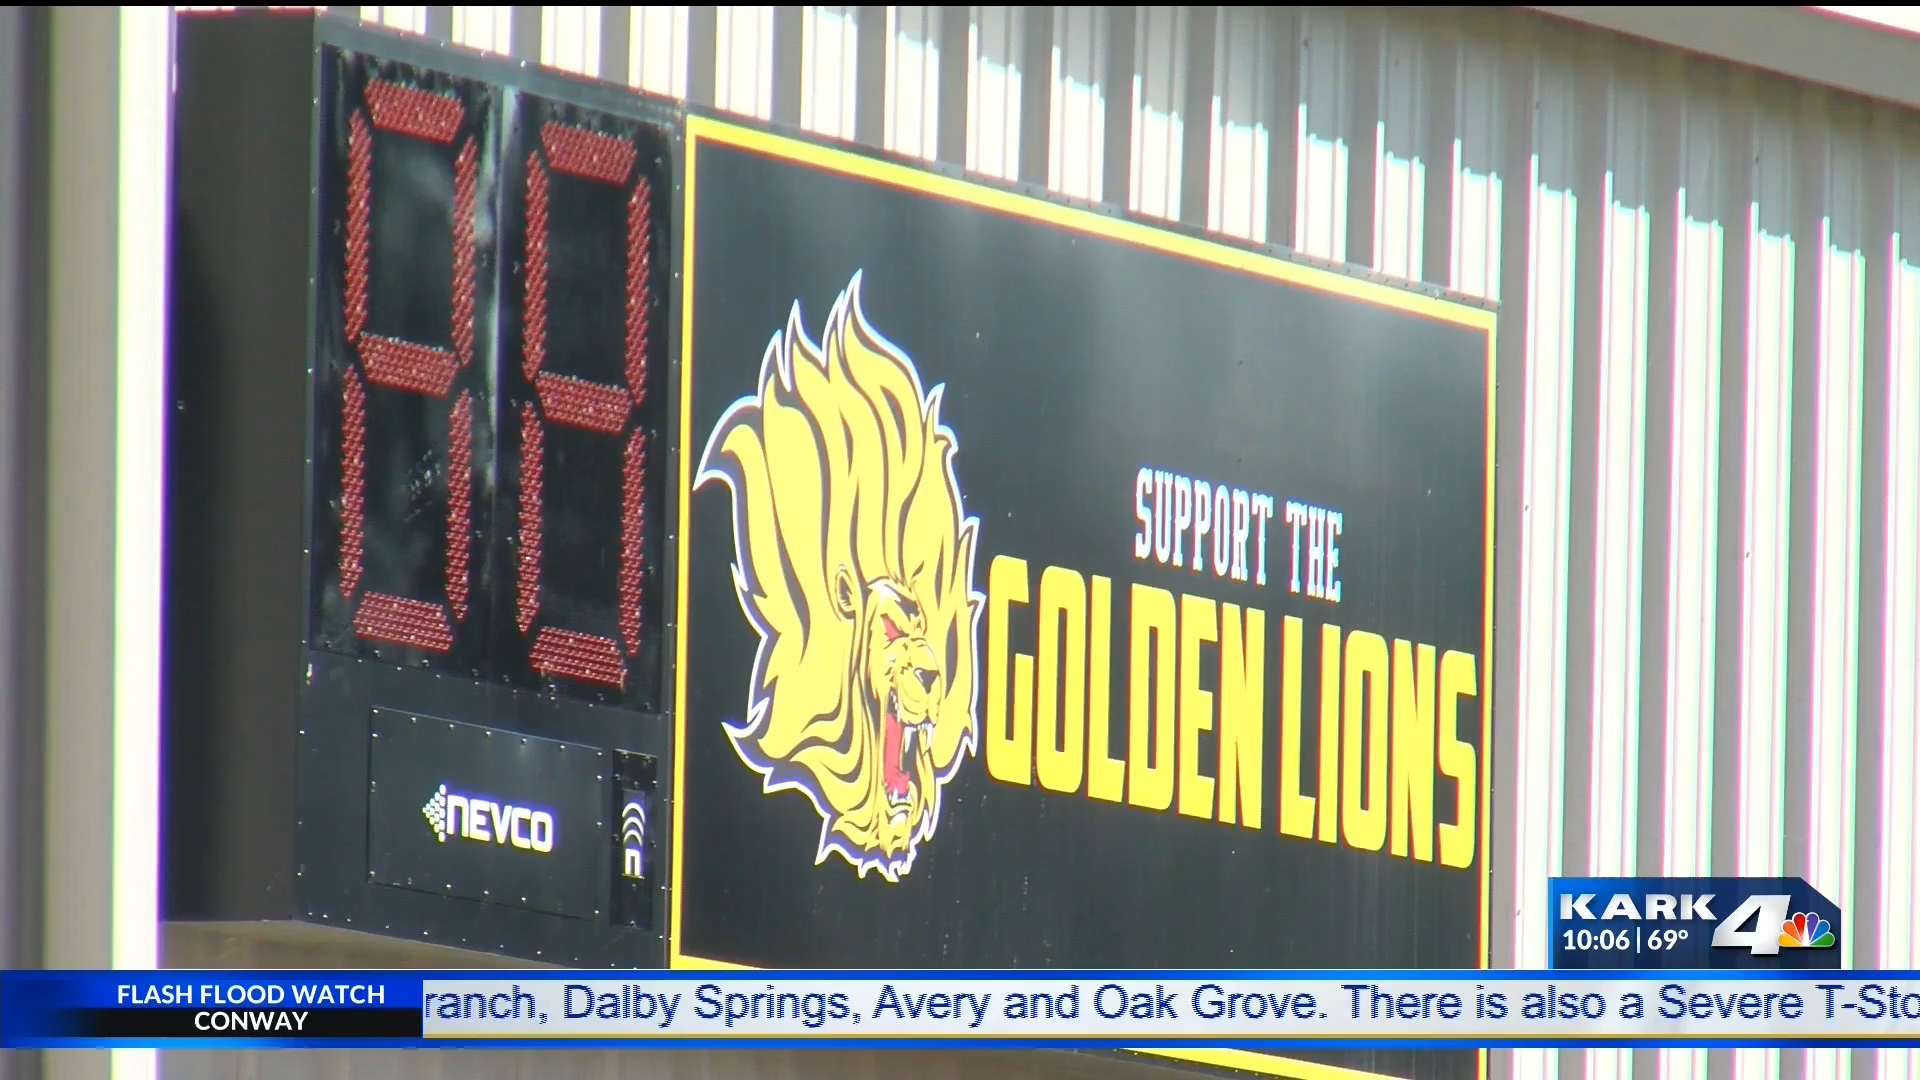 88
SUPPORT THE
GOLDEN LIONS
NEVCO
n
KARK 4
10:06 | 69°
FLASH FLOOD WATCH
CONWAY
ranch, Dalby Springs, Avery and Oak Grove. There is also a Severe T-Sto